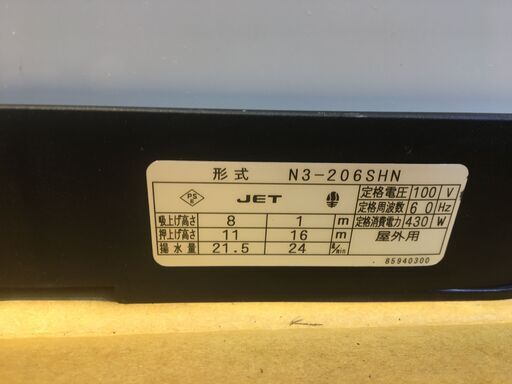 形式 N3-206SHN
PS E JET
定格電圧 100 V
定格周波数 60 Hz
定格消費電力 430 W
屋外用
吸上げ高さ 8 1 m
押上げ高さ 11 16 m
揚水量 21.5 24 ℓ/min
85940300